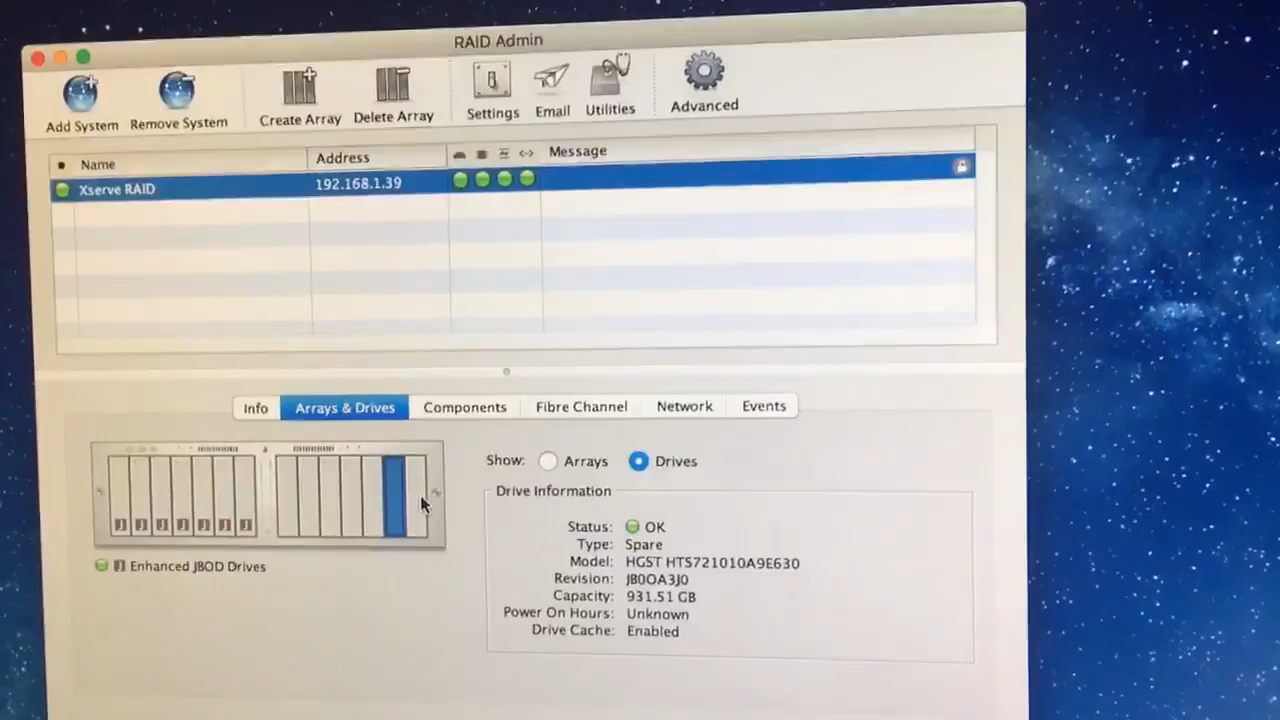 RAID Admin
Add System Remove System Create Array Delete Array Settings Email Utilities Advanced
Name Address Message
Xserve RAID 192.168.1.39
Info Arrays & Drives Components Fibre Channel Network Events
Show: Arrays Drives
Drive Information
Status: OK
Type: Spare
Model: HGST HTS721010A9E630
Revision: JB0OA3J0
Capacity: 931.51 GB
Power On Hours: Unknown
Drive Cache: Enabled
J J J J J J J
J Enhanced JBOD Drives